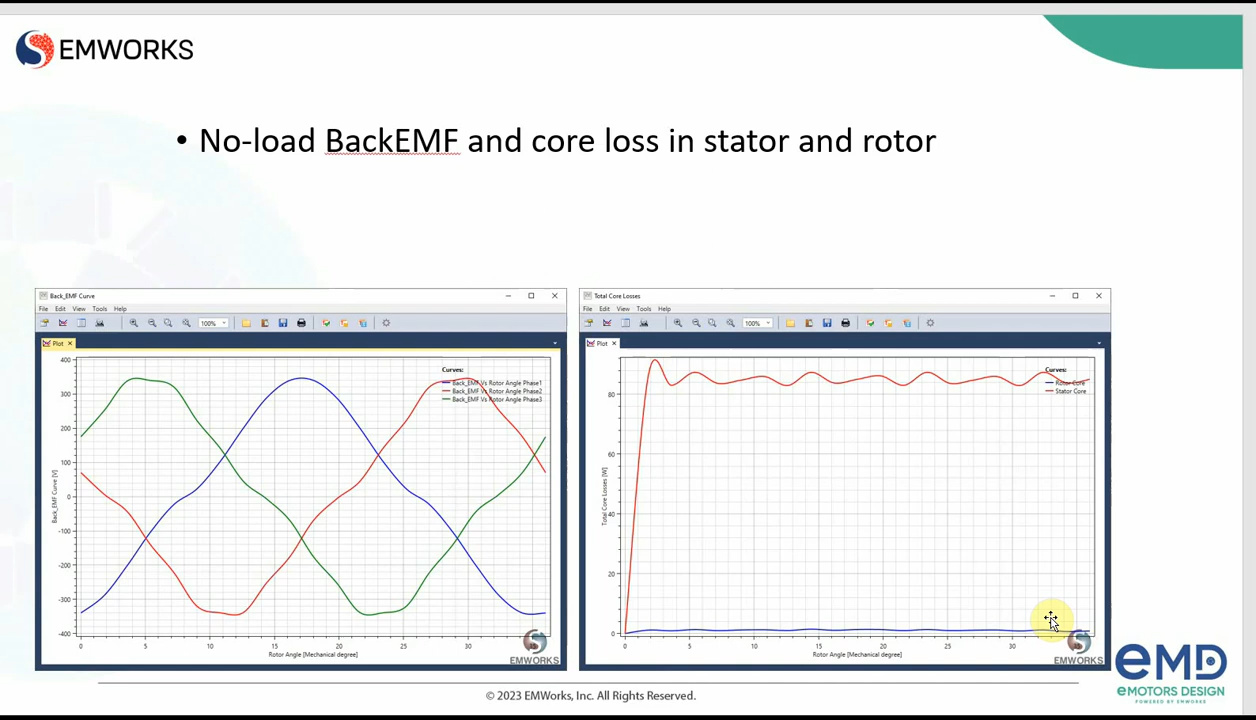 EMWORKS
• No-load BackEMF and core loss in stator and rotor
Back_EMF Curve
File Edit View Tools Help
100%
Plot
Curves:
Back_EMF Vs Rotor Angle Phase1
Back_EMF Vs Rotor Angle Phase2
Back_EMF Vs Rotor Angle Phase3
400
300
200
100
0
-100
-200
-300
-400
Back_EMF Curve [V]
0 5 10 15 20 25 30 35
Rotor Angle [Mechanical degree]
EMWORKS
Total Core Losses
File Edit View Tools Help
100%
Plot
Curves:
Rotor Core
Stator Core
80
60
40
20
0
Total Core Losses [W]
0 5 10 15 20 25 30
Rotor Angle [Mechanical degree]
EMWORKS
eMD
eMOTORS DESIGN
POWERED BY EMWORKS
© 2023 EMWorks, Inc. All Rights Reserved.